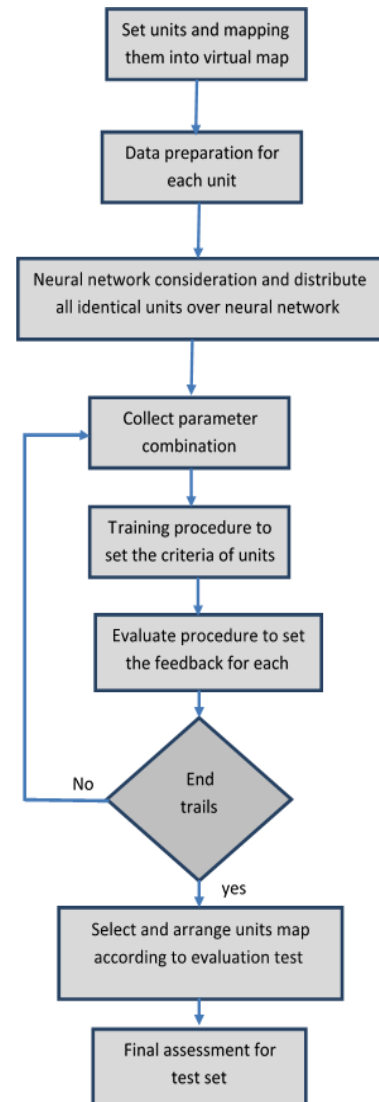 Set units and mapping
them into virtual map
Data preparation for
each unit
Neural network consideration and distribute
all identical units over neural network
Collect parameter
combination
Training procedure to
set the criteria of units
Evaluate procedure to set
the feedback for each
No
End
trails
yes
Select and arrange units map
according to evaluation test
Final assessment for
test set